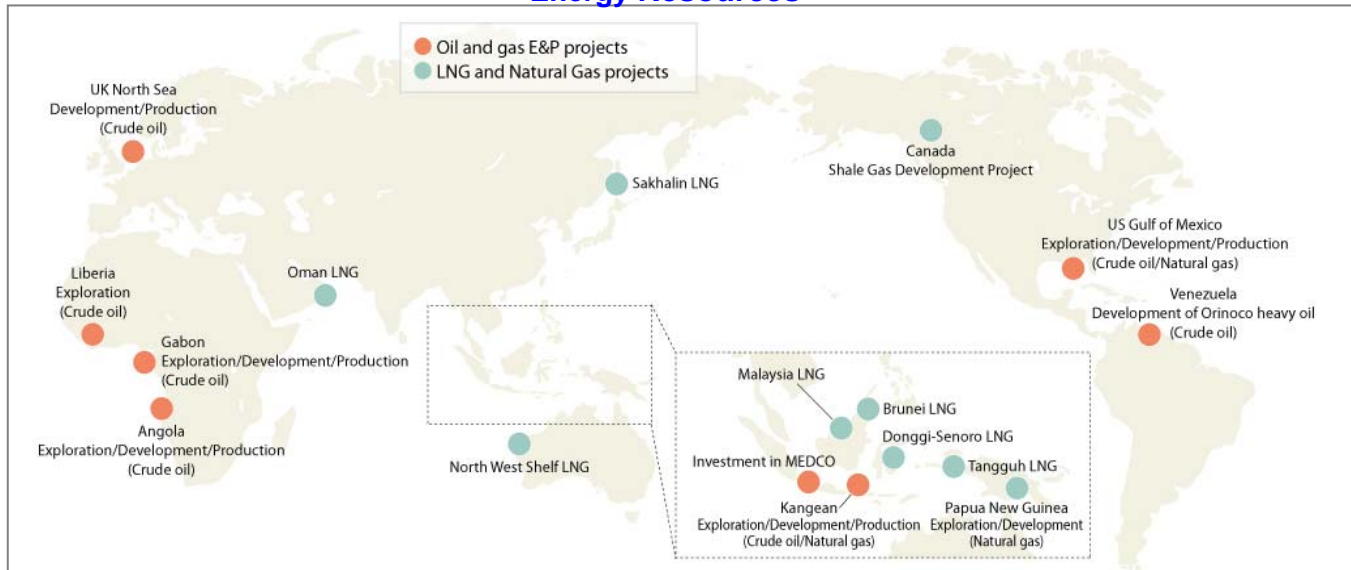 Energy Resources
Oil and gas E&P projects
LNG and Natural Gas projects
UK North Sea
Development/Production
(Crude oil)
Canada
Shale Gas Development Project
Sakhalin LNG
US Gulf of Mexico
Exploration/Development/Production
(Crude oil/Natural gas)
Liberia
Exploration
(Crude oil)
Oman LNG
Venezuela
Development of Orinoco heavy oil
(Crude oil)
Gabon
Exploration/Development/Production
(Crude oil)
Angola
Exploration/Development/Production
(Crude oil)
North West Shelf LNG
Malaysia LNG
Brunei LNG
Donggi-Senoro LNG
Investment in MEDCO
Tangguh LNG
Kangean
Exploration/Development/Production
(Crude oil/Natural gas)
Papua New Guinea
Exploration/Development
(Natural gas)